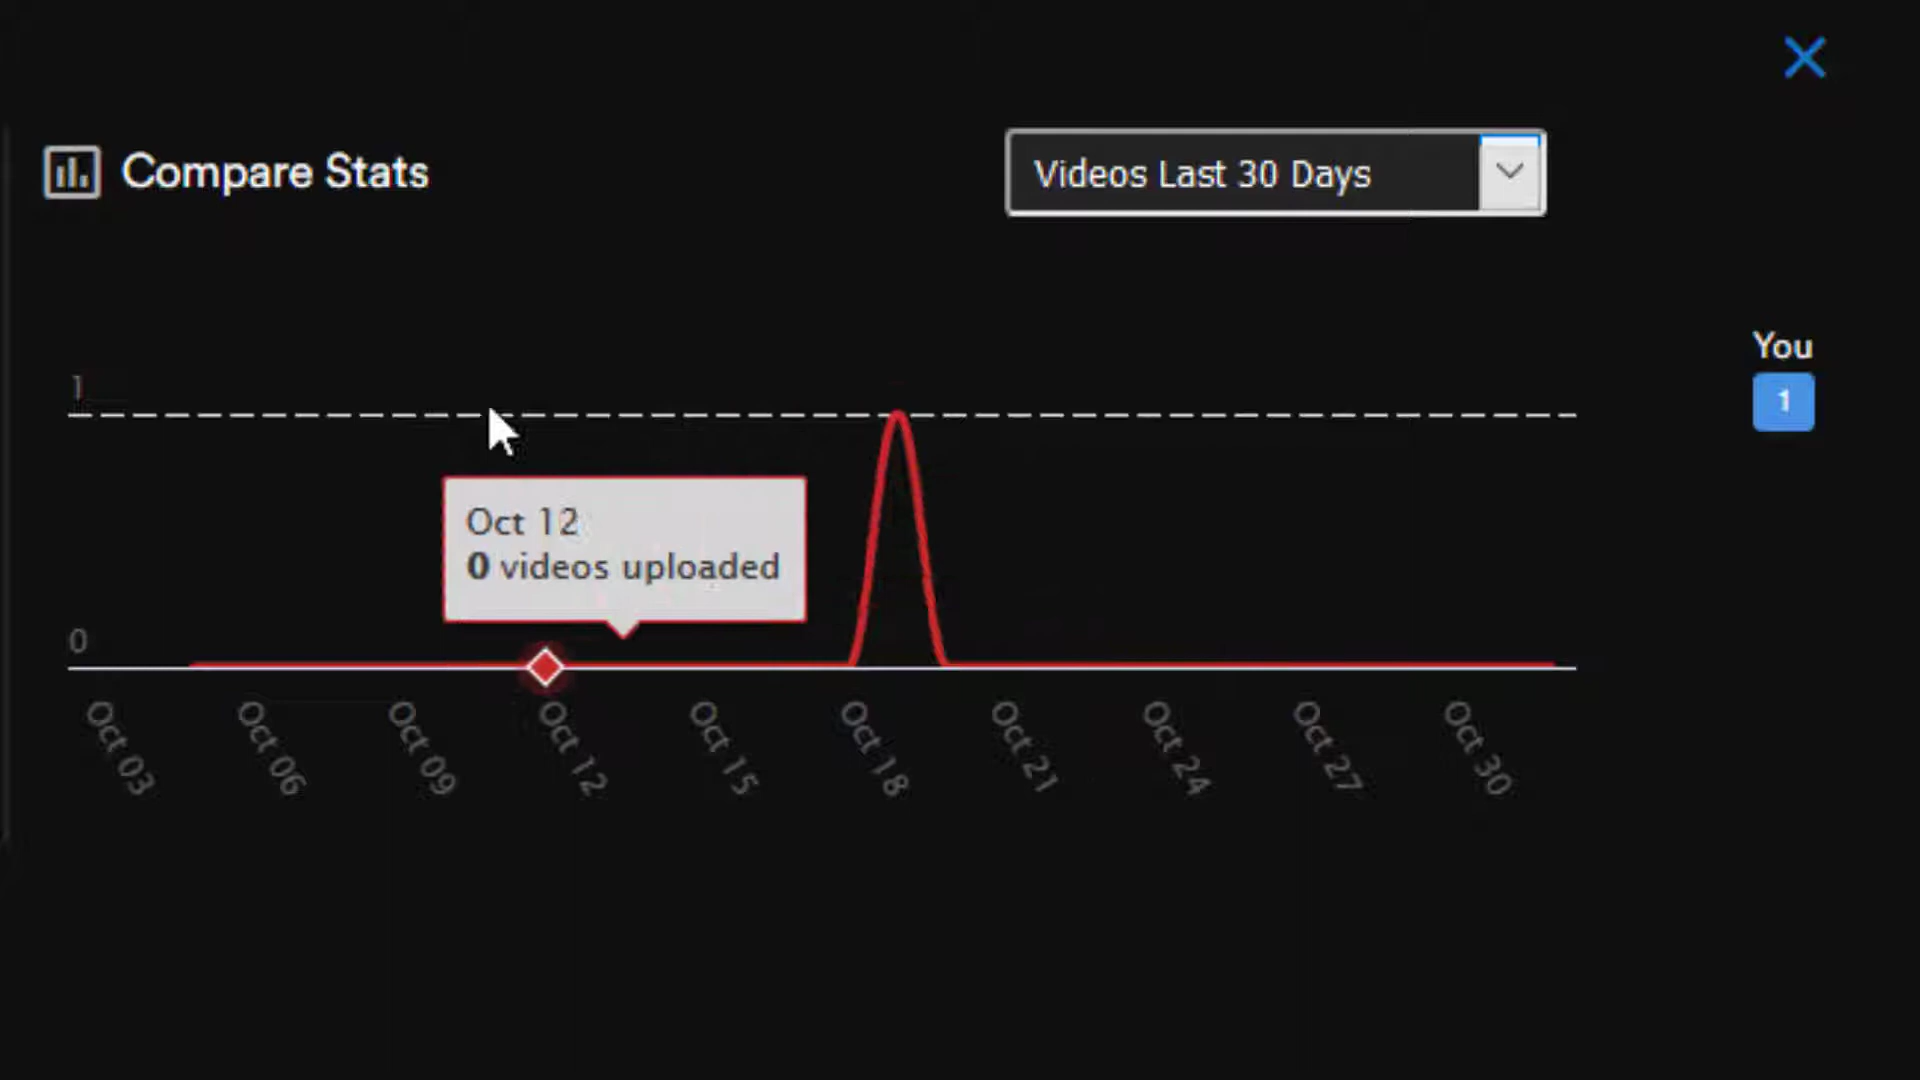 Compare Stats
Videos Last 30 Days
You
1
1
Oct 12
0 videos uploaded
0
Oct 03
Oct 06
Oct 09
Oct 12
Oct 15
Oct 18
Oct 21
Oct 24
Oct 27
Oct 30